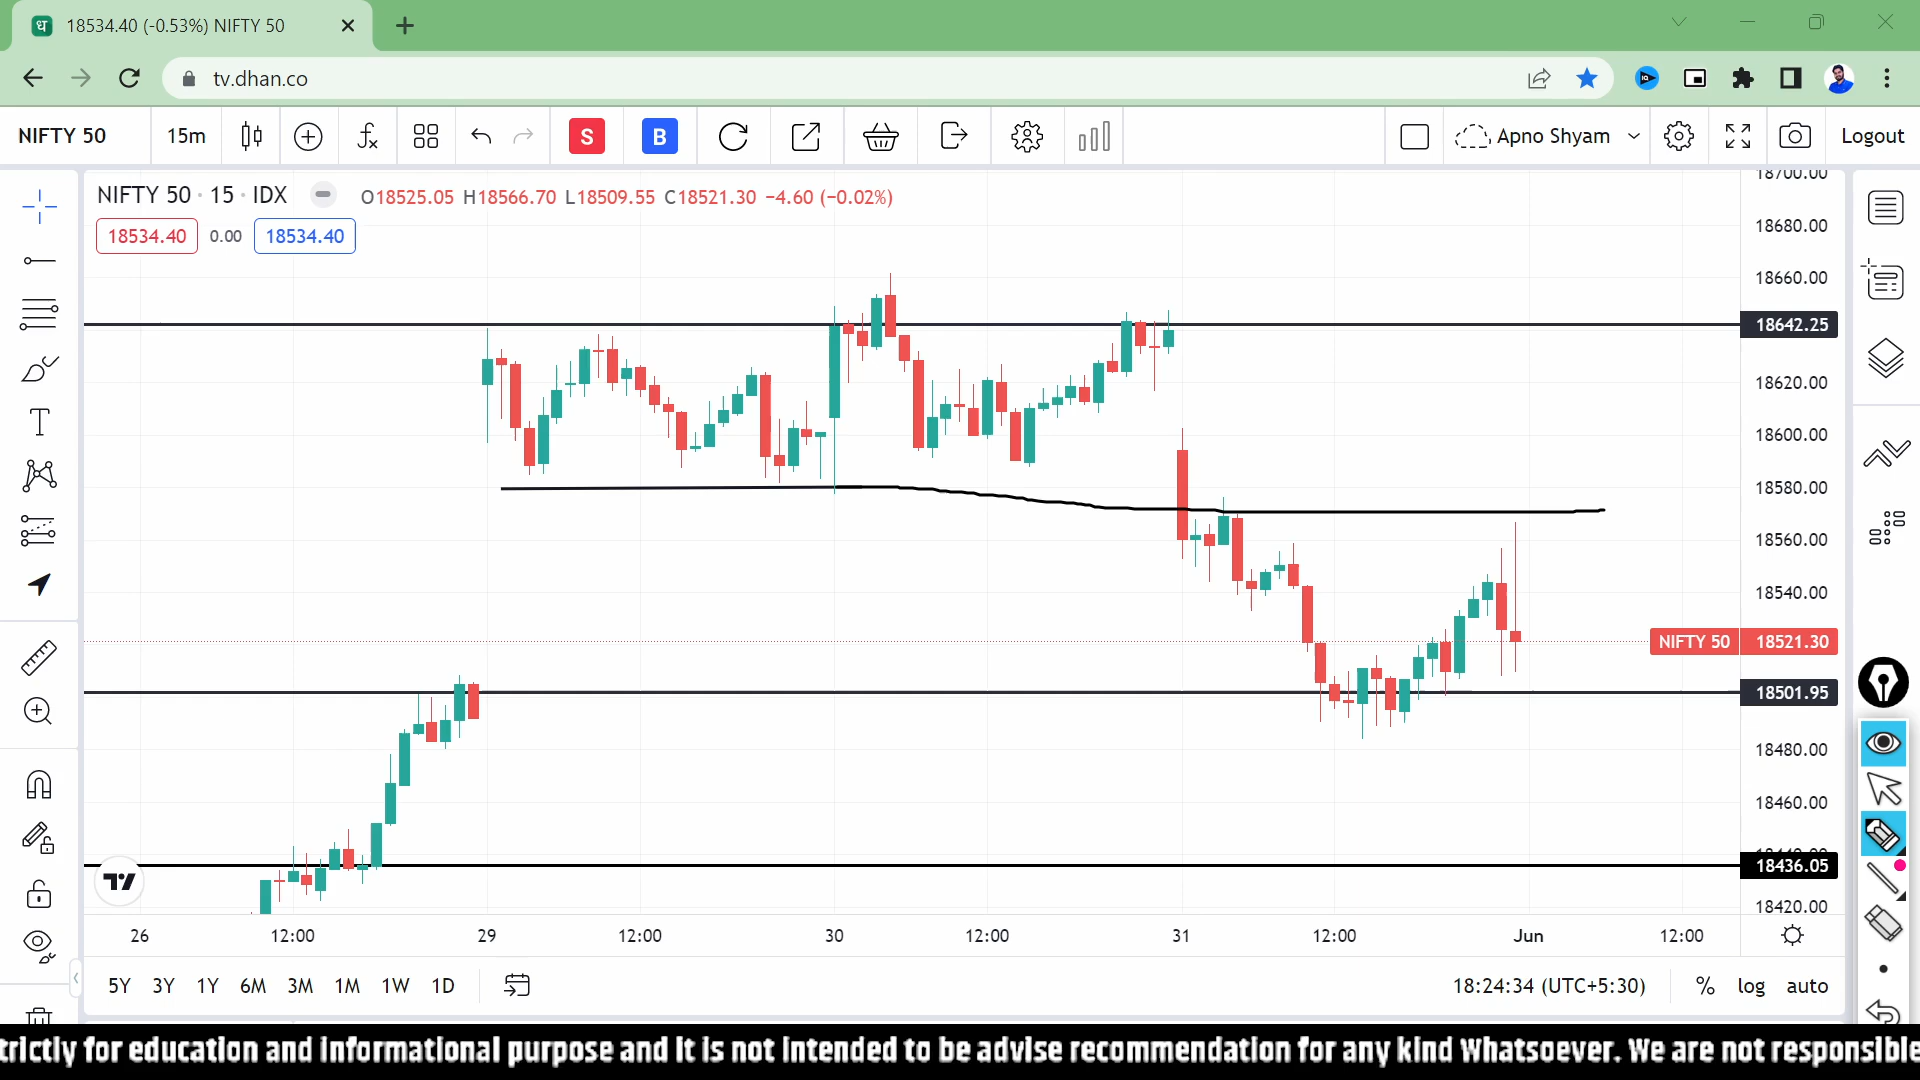 18534.40 (-0.53%) NIFTY 50
tv.dhan.co
NIFTY 50 15m S B Apno Shyam Logout
NIFTY 50 · 15 · IDX O18525.05 H18566.70 L18509.55 C18521.30 −4.60 (−0.02%)
18534.40 0.00 18534.40
18700.00
18680.00
18660.00
18642.25
18620.00
18600.00
18580.00
18560.00
18540.00
NIFTY 50 18521.30
18501.95
18480.00
18460.00
18436.05
18420.00
26 12:00 29 12:00 30 12:00 31 12:00 Jun 12:00
5Y 3Y 1Y 6M 3M 1M 1W 1D 18:24:34 (UTC+5:30) % log auto
trictly for education and informational purpose and it is not intended to be advise recommendation for any kind Whatsoever. We are not responsible